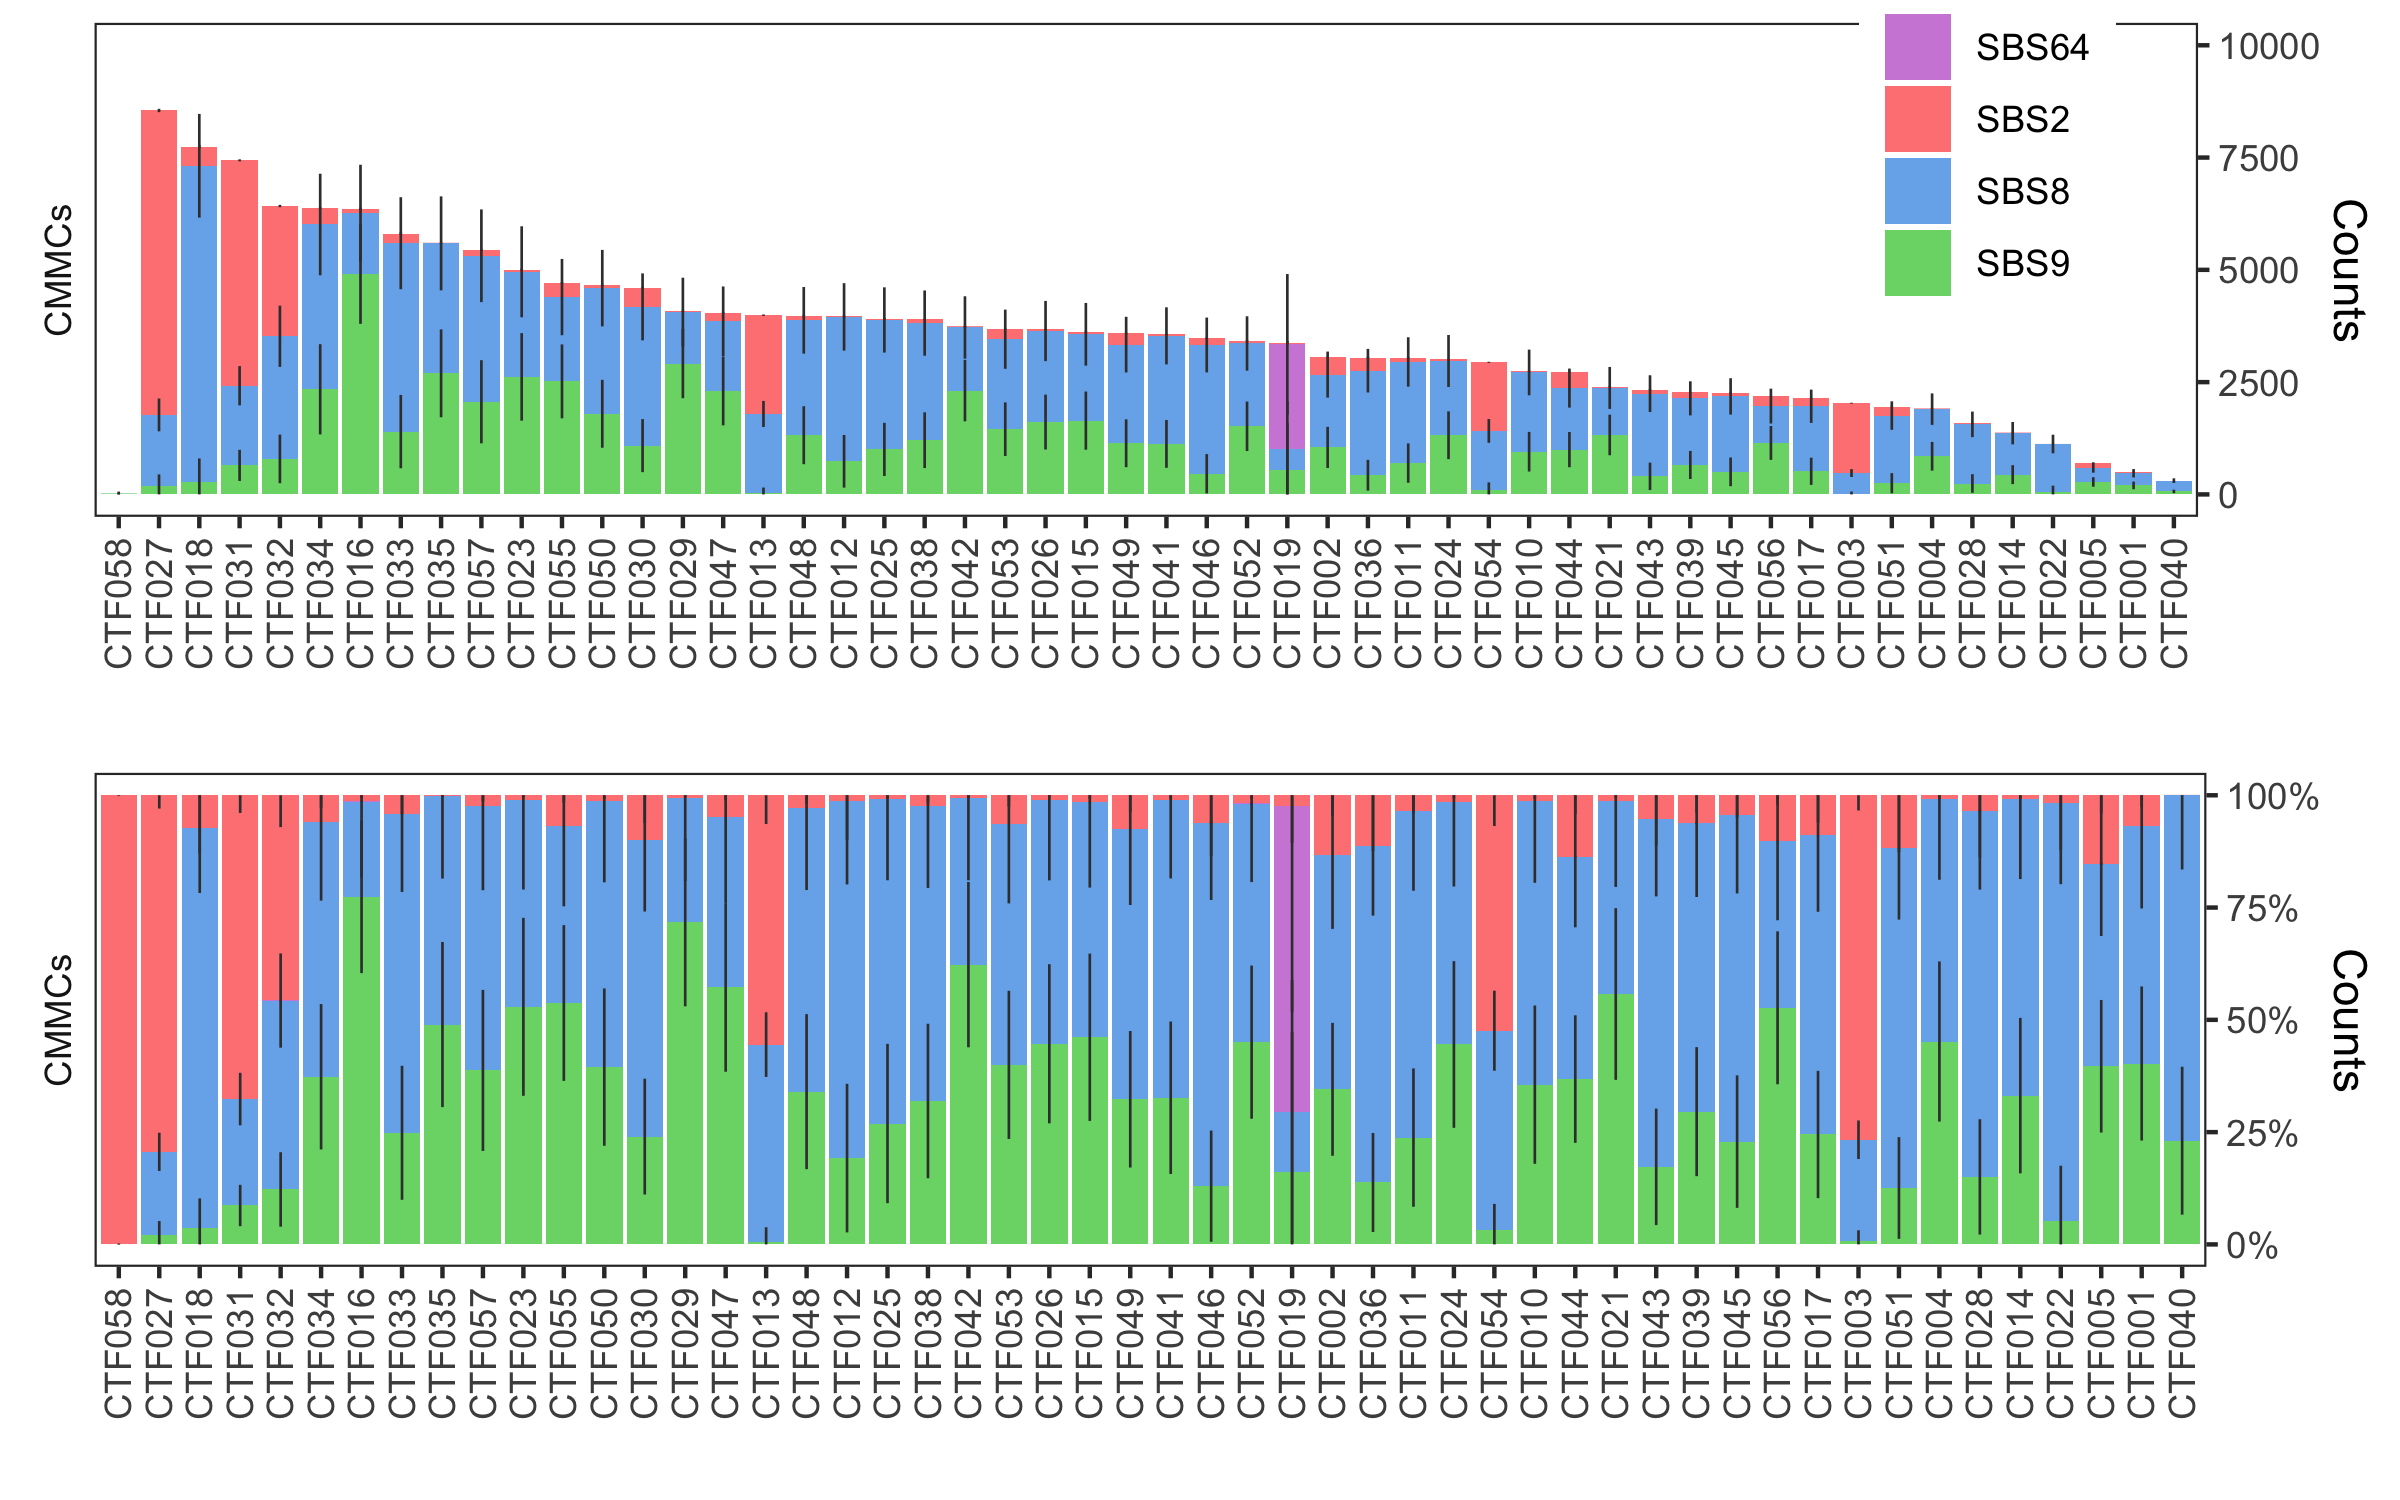 SBS64
SBS2
SBS8
SBS9
CMMCs
10000
7500
5000
2500
0
Counts
CTF058 CTF027 CTF018 CTF031 CTF032 CTF034 CTF016 CTF033 CTF035 CTF057 CTF023 CTF055 CTF050 CTF030 CTF029 CTF047 CTF013 CTF048 CTF012 CTF025 CTF038 CTF042 CTF053 CTF026 CTF015 CTF049 CTF041 CTF046 CTF052 CTF019 CTF002 CTF036 CTF011 CTF024 CTF054 CTF010 CTF044 CTF021 CTF043 CTF039 CTF045 CTF056 CTF017 CTF003 CTF051 CTF004 CTF028 CTF014 CTF022 CTF005 CTF001 CTF040
CMMCs
100%
75%
50%
25%
0%
Counts
CTF058 CTF027 CTF018 CTF031 CTF032 CTF034 CTF016 CTF033 CTF035 CTF057 CTF023 CTF055 CTF050 CTF030 CTF029 CTF047 CTF013 CTF048 CTF012 CTF025 CTF038 CTF042 CTF053 CTF026 CTF015 CTF049 CTF041 CTF046 CTF052 CTF019 CTF002 CTF036 CTF011 CTF024 CTF054 CTF010 CTF044 CTF021 CTF043 CTF039 CTF045 CTF056 CTF017 CTF003 CTF051 CTF004 CTF028 CTF014 CTF022 CTF005 CTF001 CTF040